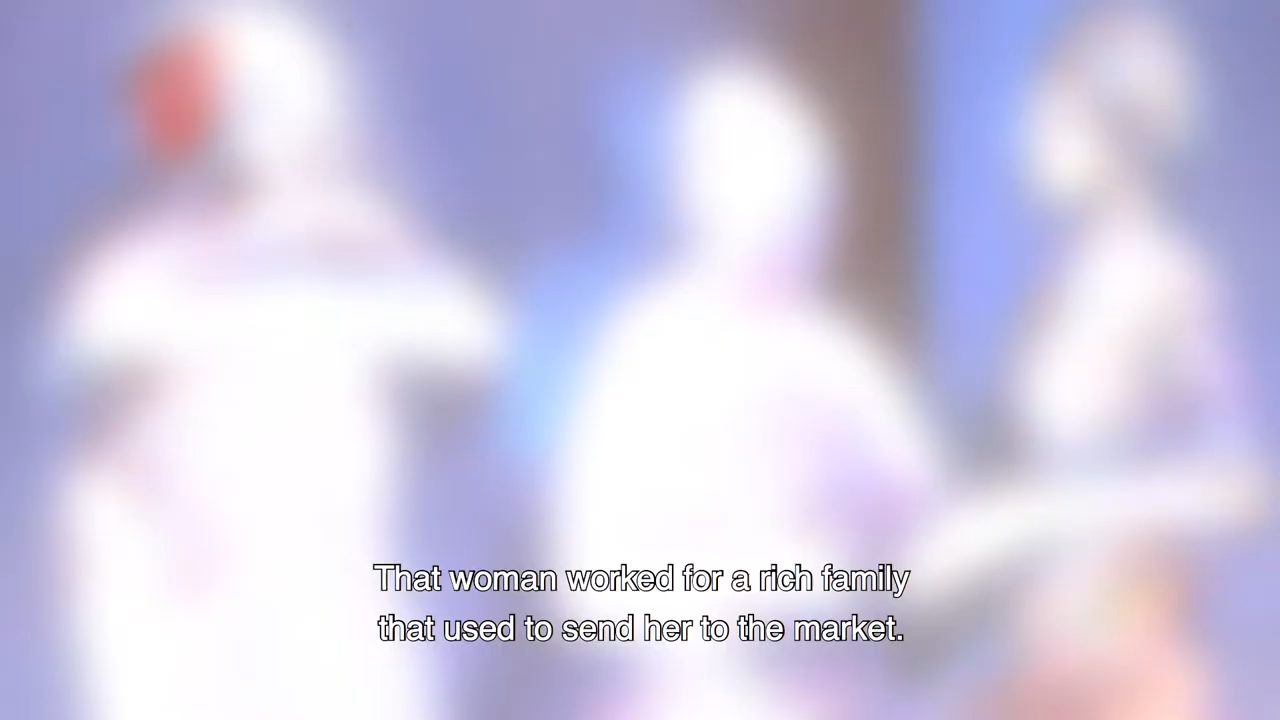 That woman worked for a rich family
that used to send her to the market.